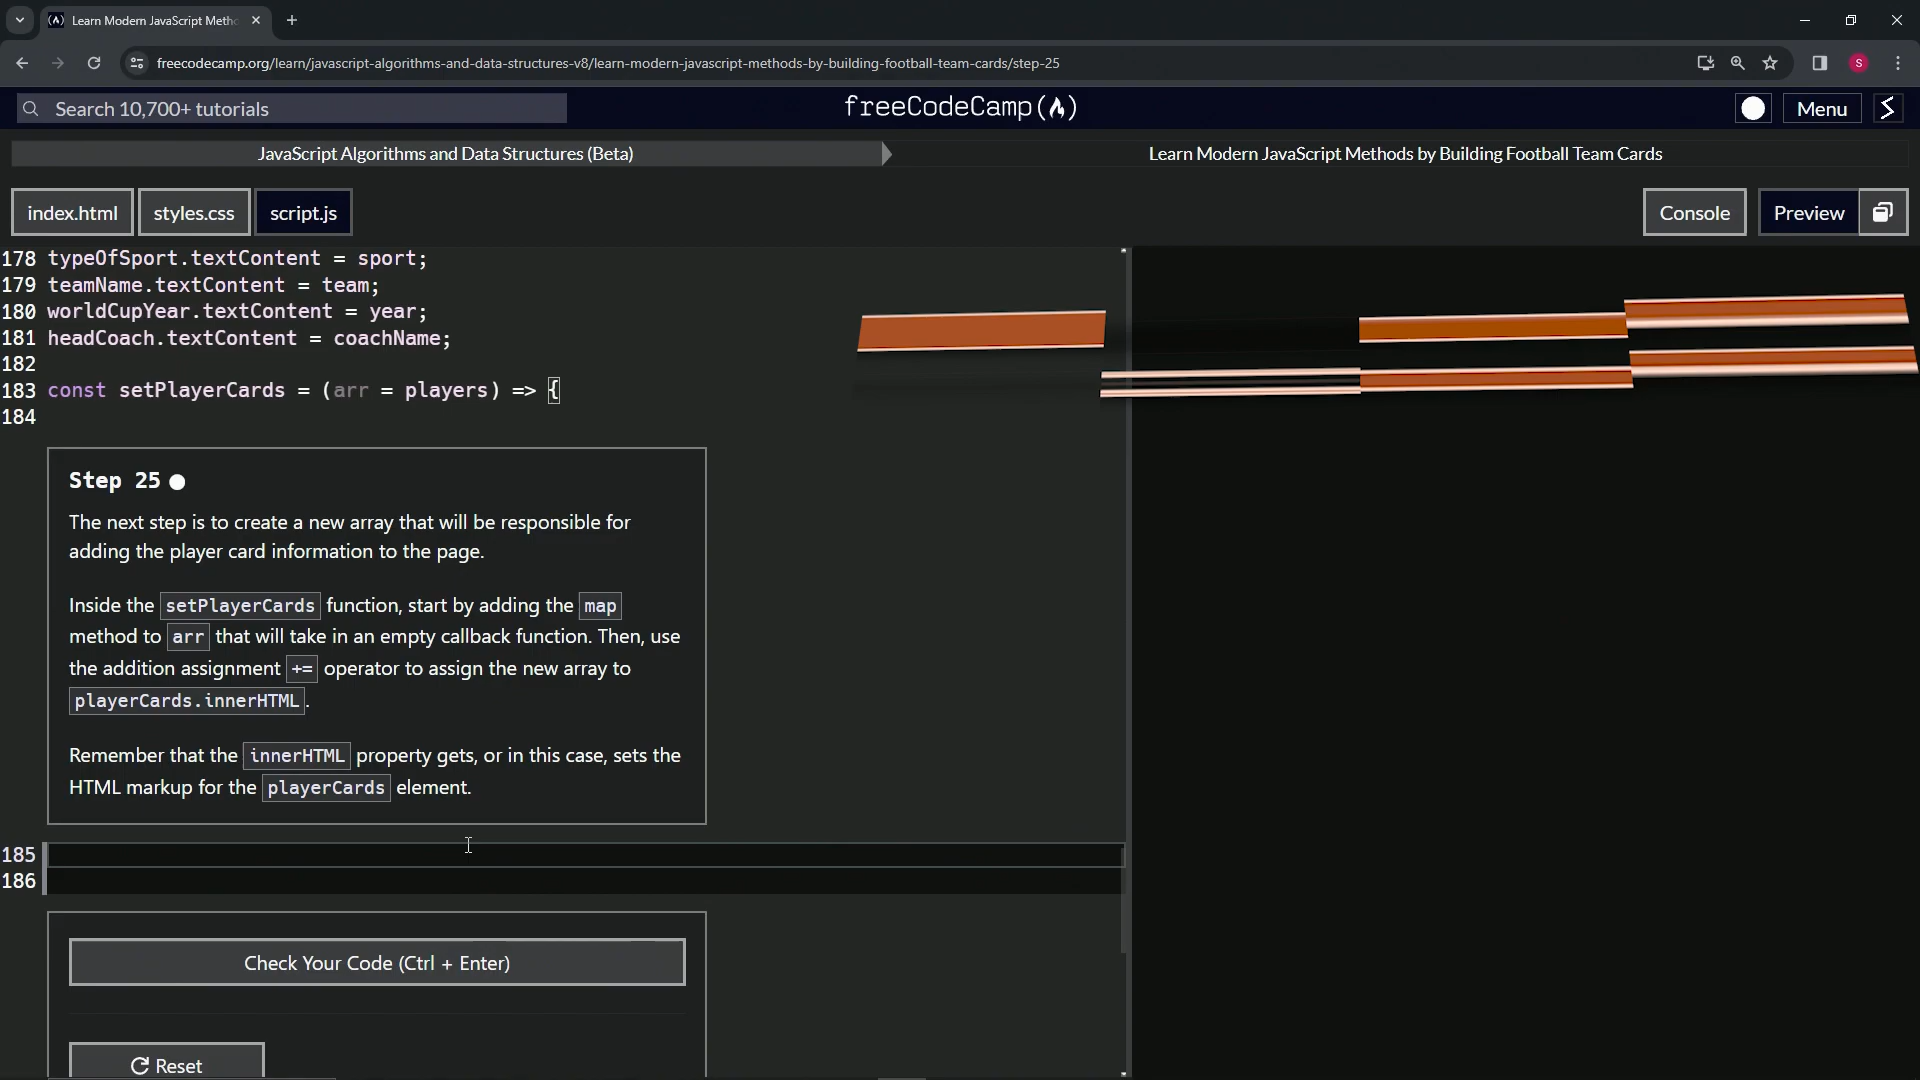 Learn Modern JavaScript Meth
freecodecamp.org/learn/javascript-algorithms-and-data-structures-v8/learn-modern-javascript-methods-by-building-football-team-cards/step-25
S
Search 10,700+ tutorials
freeCodeCamp
Menu
JavaScript Algorithms and Data Structures (Beta)
Learn Modern JavaScript Methods by Building Football Team Cards
index.html
styles.css
script.js
Console
Preview
178 typeOfSport.textContent = sport;
179 teamName.textContent = team;
180 worldCupYear.textContent = year;
181 headCoach.textContent = coachName;
182
183 const setPlayerCards = (arr = players) => {
184
Step 25
The next step is to create a new array that will be responsible for
adding the player card information to the page.
Inside the setPlayerCards function, start by adding the map
method to arr that will take in an empty callback function. Then, use
the addition assignment += operator to assign the new array to
playerCards.innerHTML.
Remember that the innerHTML property gets, or in this case, sets the
HTML markup for the playerCards element.
185
186
Check Your Code (Ctrl + Enter)
Reset